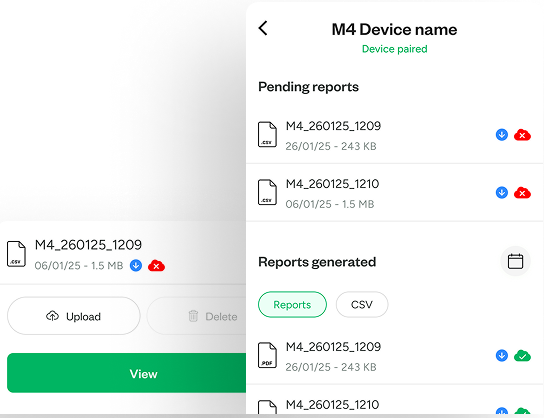 M4 Device name
Device paired
Pending reports
.CSV
M4_260125_1209
26/01/25 - 243 KB
.CSV
M4_260125_1210
06/01/25 - 1.5 MB
Reports generated
Reports
CSV
.PDF
M4_260125_1209
26/01/25 - 243 KB
M4_260125_1210
.CSV
M4_260125_1209
06/01/25 - 1.5 MB
Upload
Delete
View